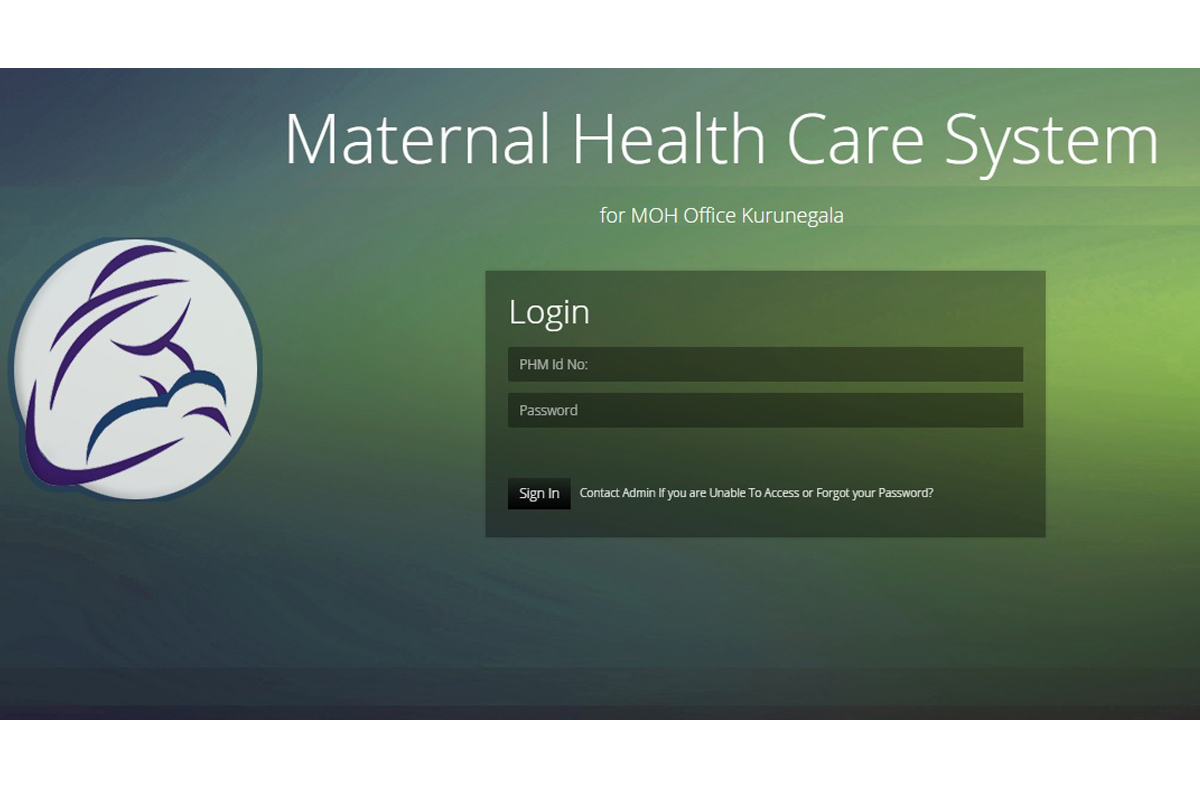 Maternal Health Care System
for MOH Office Kurunegala
Login
PHM Id No:
Password
Sign In Contact Admin If you are Unable To Access or Forgot your Password?